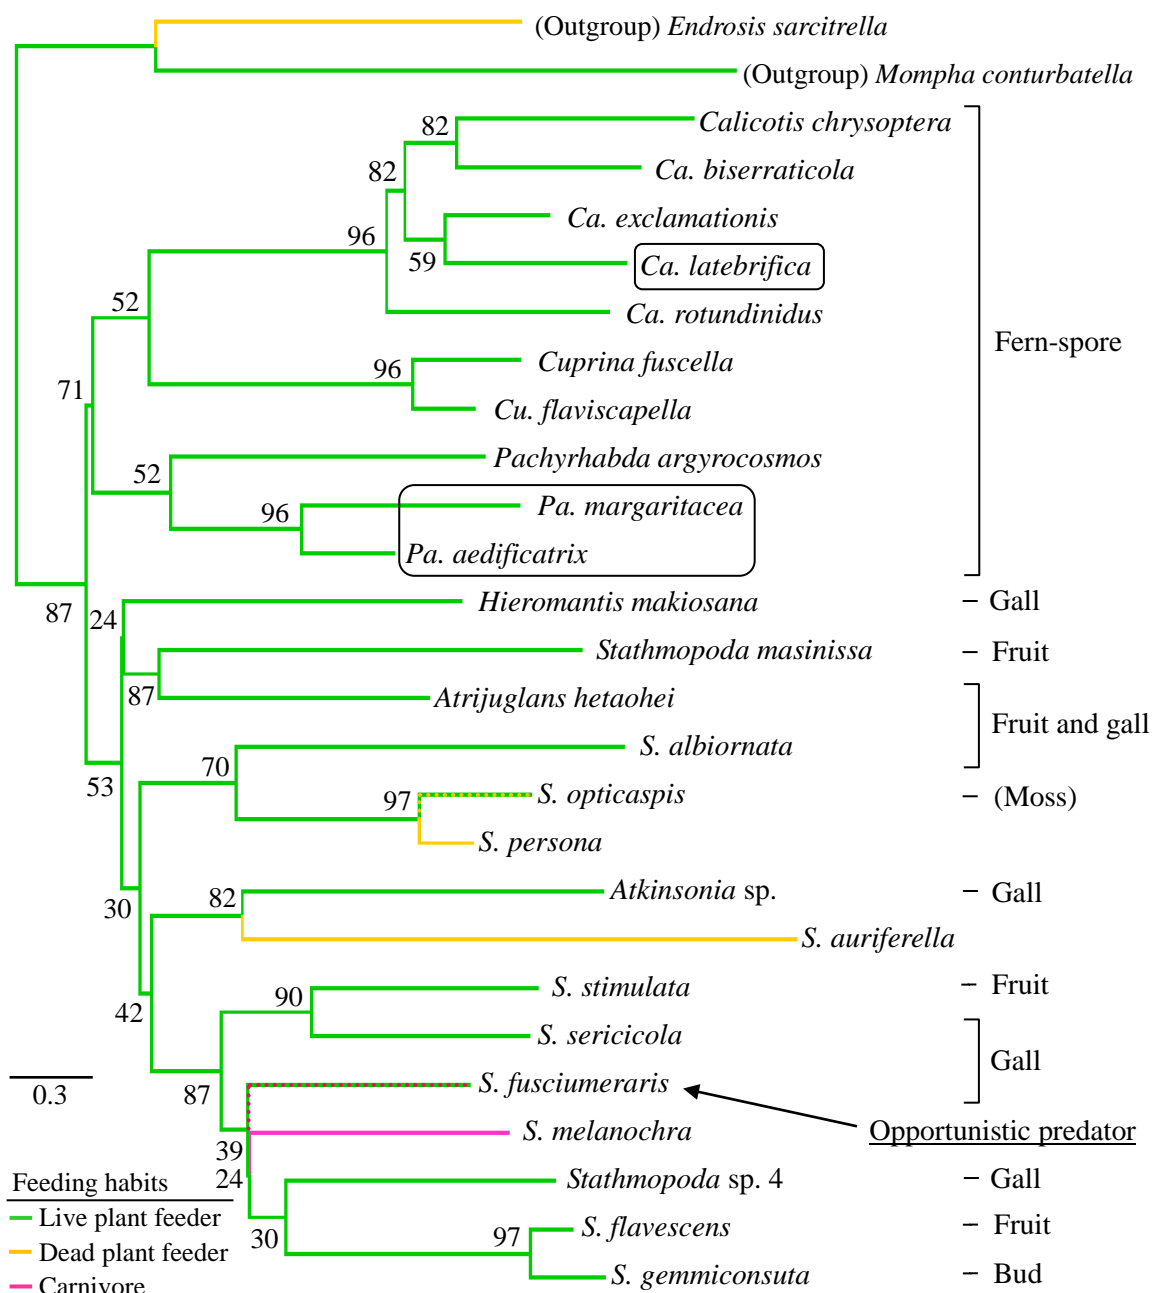 (Outgroup) Endrosis sarcitrella
(Outgroup) Mompha conturbatella
82
Calicotis chrysoptera
82
Ca. biserraticola
96
Ca. exclamationis
59
Ca. latebrifica
52
Ca. rotundinidus
Fern-spore
96
Cuprina fuscella
71
Cu. flaviscapella
52
Pachyrhabda argyrocosmos
96
Pa. margaritacea
Pa. aedificatrix
87
24
Hieromantis makiosana
Gall
Stathmopoda masinissa
Fruit
87
Atrijuglans hetaohei
Fruit and gall
53
70
S. albiornata
97
S. opticaspis
(Moss)
S. persona
30
82
Atkinsonia sp.
Gall
S. auriferella
42
90
S. stimulata
Fruit
S. sericicola
Gall
0.3
87
S. fusciumeraris
Opportunistic predator
39
S. melanochra
24
Stathmopoda sp. 4
Gall
30
97
S. flavescens
Fruit
S. gemmiconsuta
Bud
Feeding habits
Live plant feeder
Dead plant feeder
Carnivore